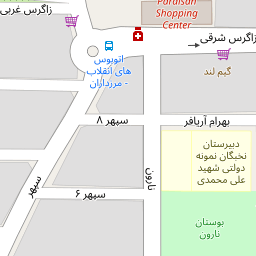 Pardisan
Shopping
Center
زاگرس غربی
زاگرس شرقی
اتوبوس
های انقلاب
- مرزداران
گیم لند
سپهر ۸
بهرام آریافر
دبیرستان
نخبگان نمونه
دولتی شهید
علی محمدی
نارون
سپهر
سپهر ۶
بوستان
نارون